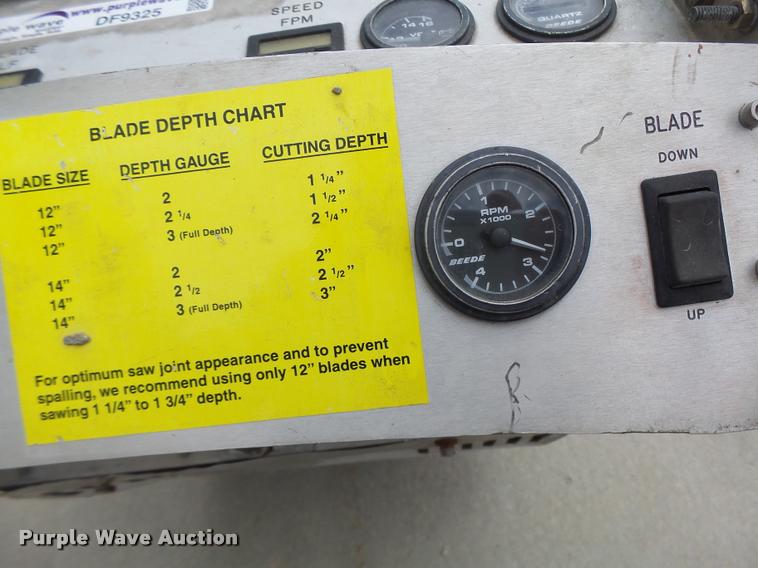 www.purplewave
DF9325
SPEED
FPM
14 16
QUARTZ
BEEDE
BLADE DEPTH CHART
BLADE SIZE DEPTH GAUGE CUTTING DEPTH
12" 2 1 1/4"
12" 2 1/4 1 1/2"
12" 3 (Full Depth) 2 1/4"
14" 2 2"
14" 2 1/2 2 1/2"
14" 3 (Full Depth) 3"
For optimum saw joint appearance and to prevent
spalling, we recommend using only 12" blades when
sawing 1 1/4" to 1 3/4" depth.
0 1 2 3 4
RPM
X1000
BEEDE
BLADE
DOWN
UP
Purple Wave Auction